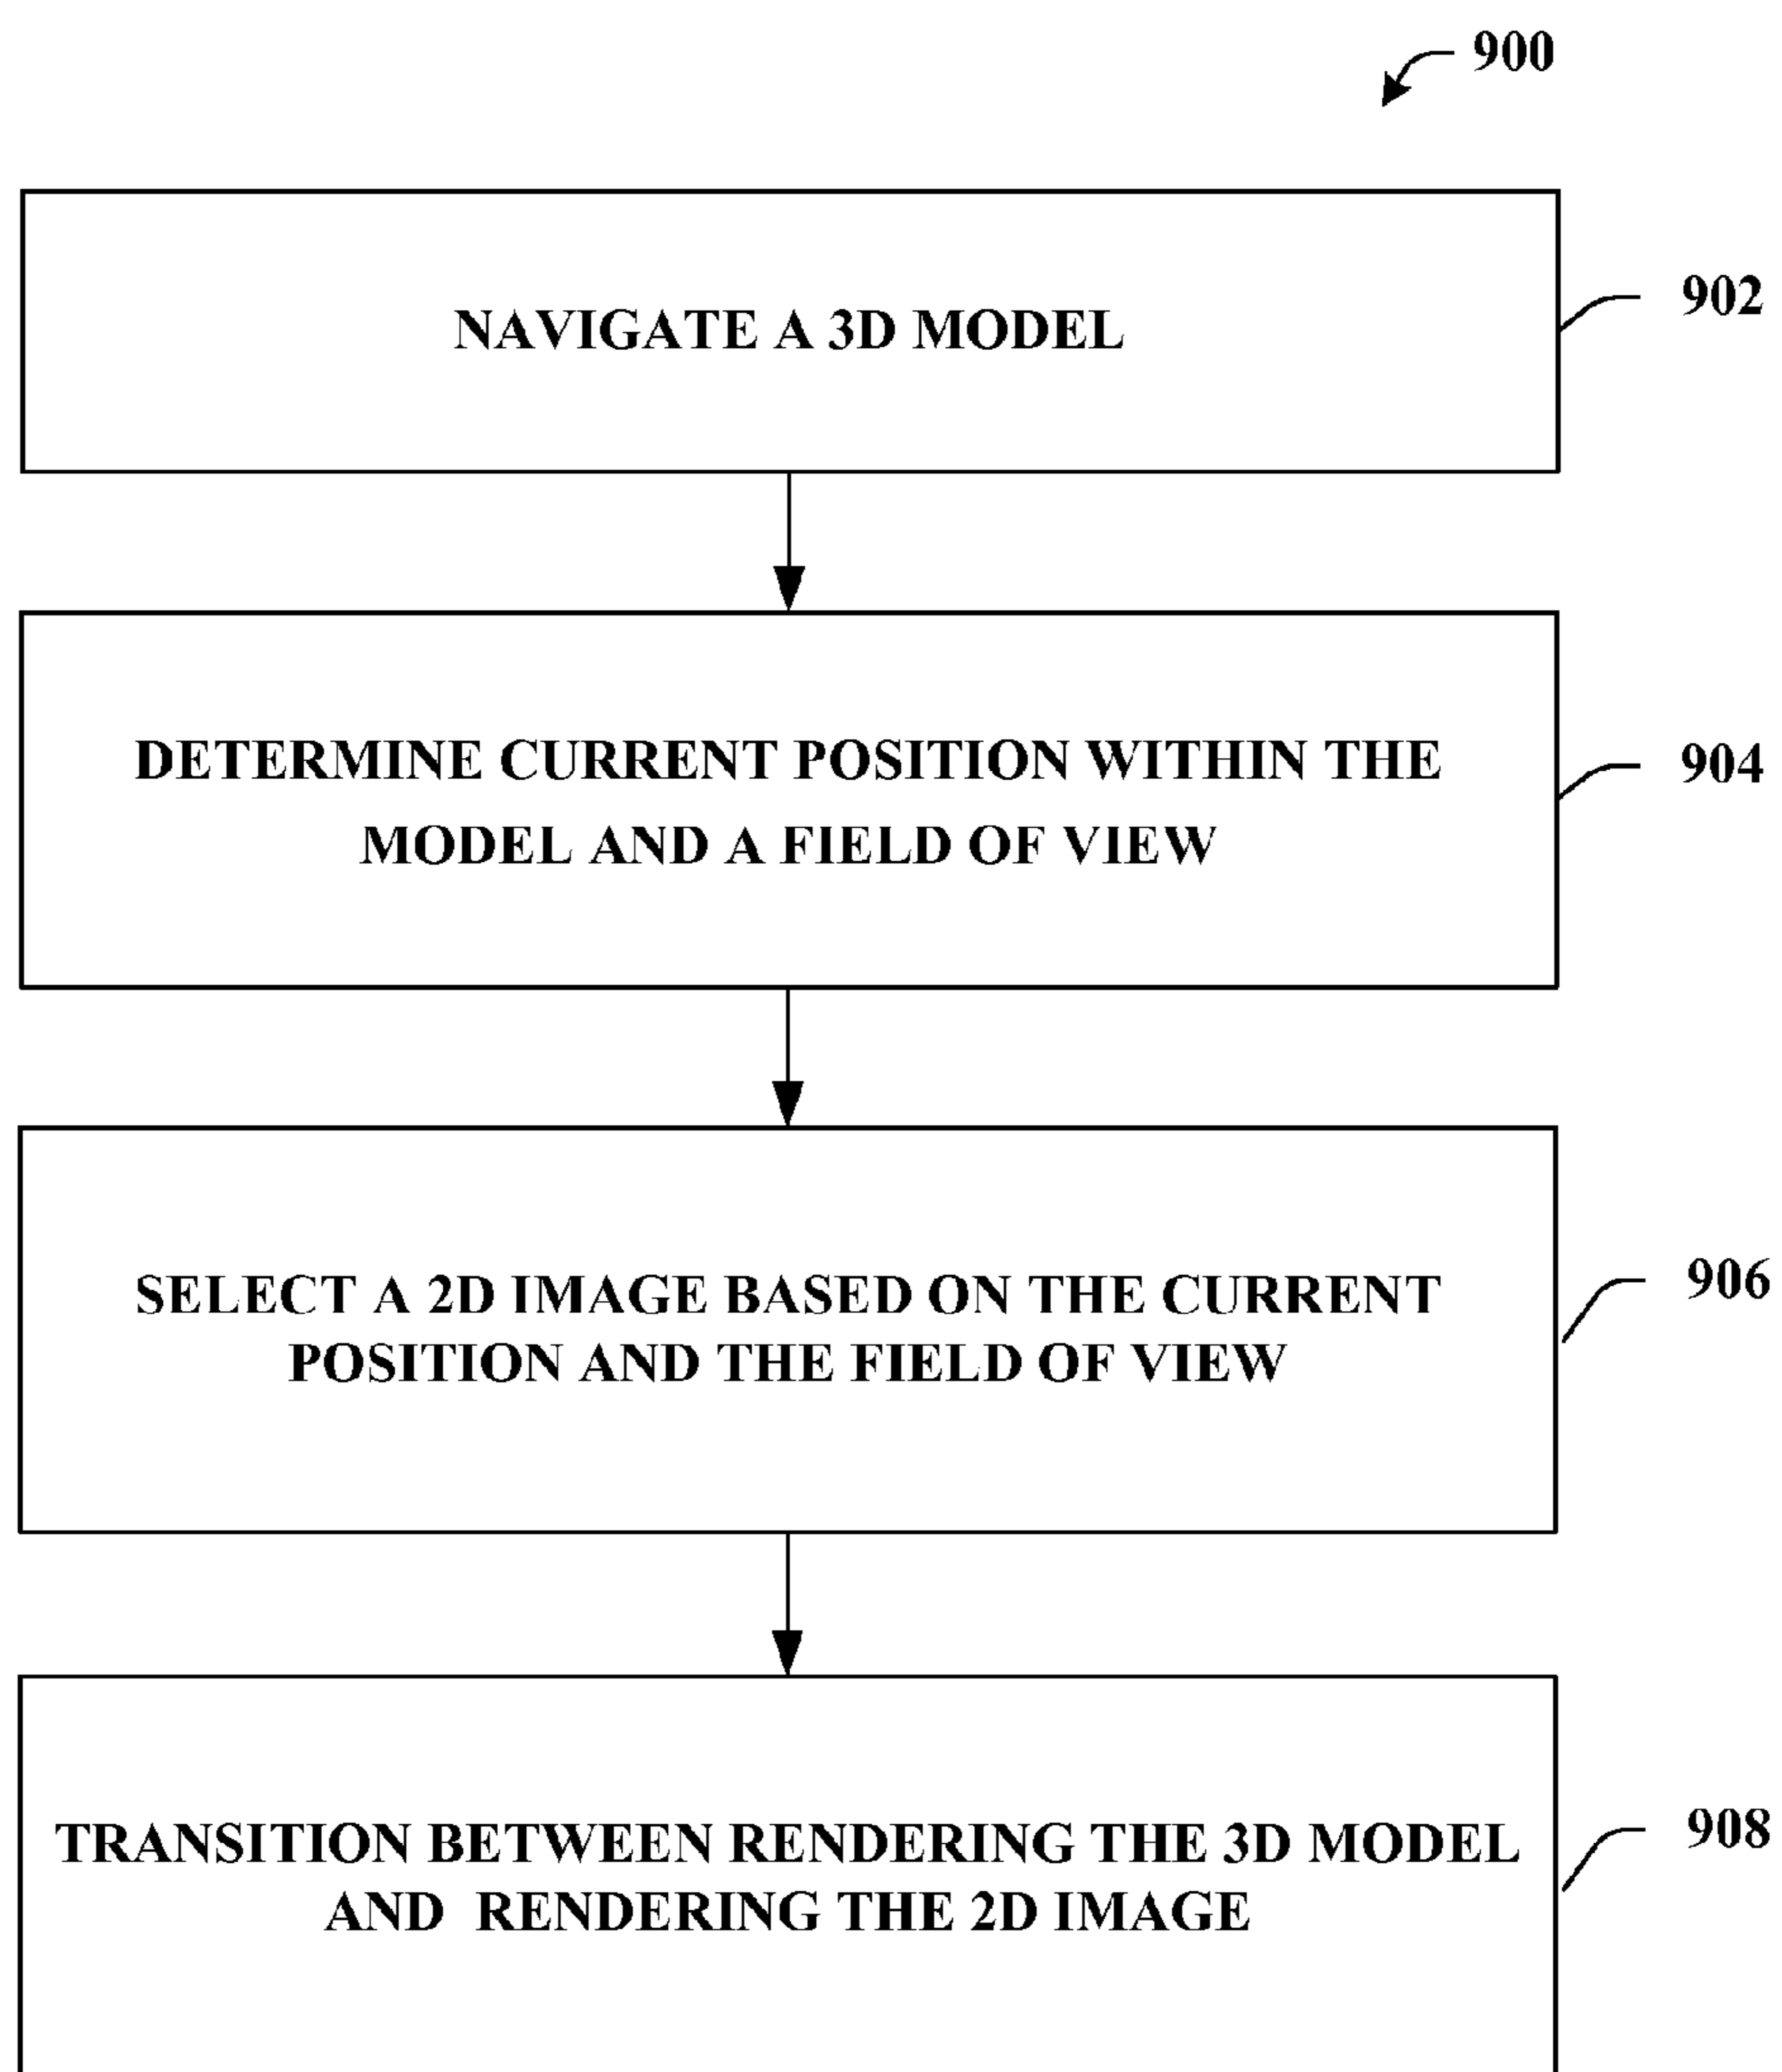 900
NAVIGATE A 3D MODEL
902
DETERMINE CURRENT POSITION WITHIN THE
MODEL AND A FIELD OF VIEW
904
SELECT A 2D IMAGE BASED ON THE CURRENT
POSITION AND THE FIELD OF VIEW
906
TRANSITION BETWEEN RENDERING THE 3D MODEL
AND RENDERING THE 2D IMAGE
908